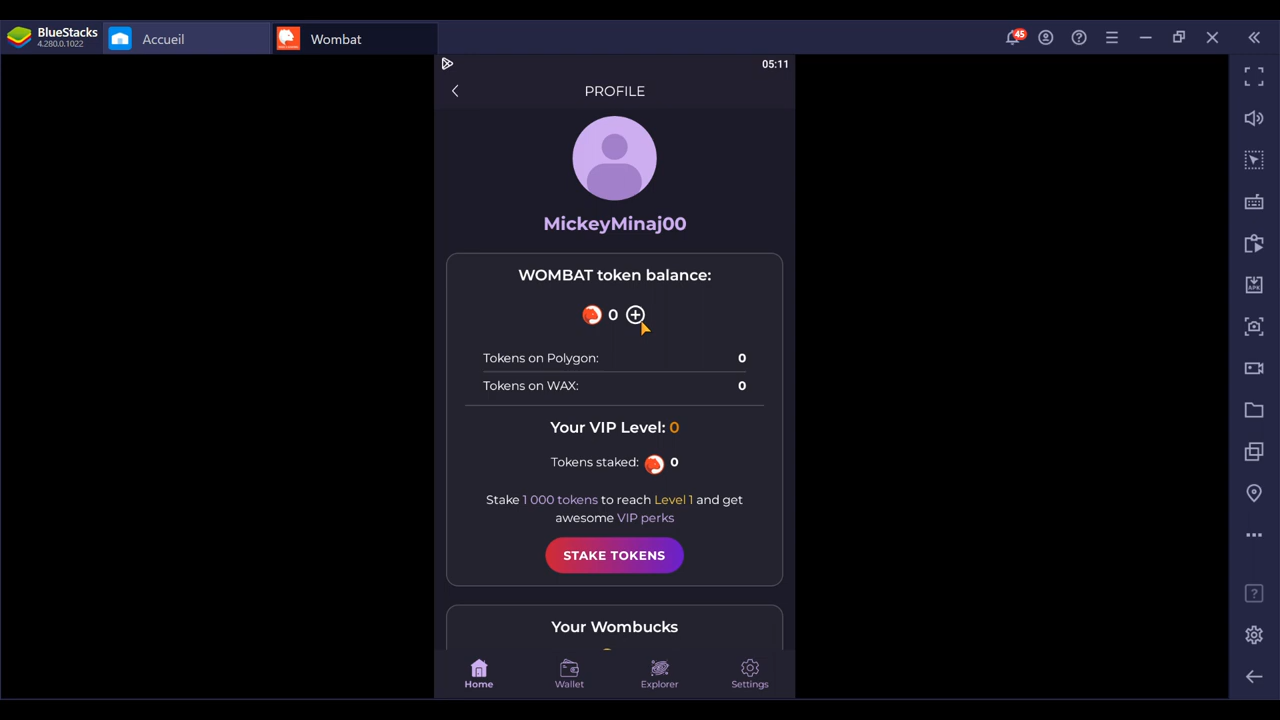 BlueStacks
4.280.0.1022
Accueil
Wombat
45
05:11
PROFILE
MickeyMinaj00
WOMBAT token balance:
0
Tokens on Polygon: 0
Tokens on WAX: 0
Your VIP Level: 0
Tokens staked: 0
Stake 1 000 tokens to reach Level 1 and get
awesome VIP perks
STAKE TOKENS
Your Wombucks
Home
Wallet
Explorer
Settings
APK